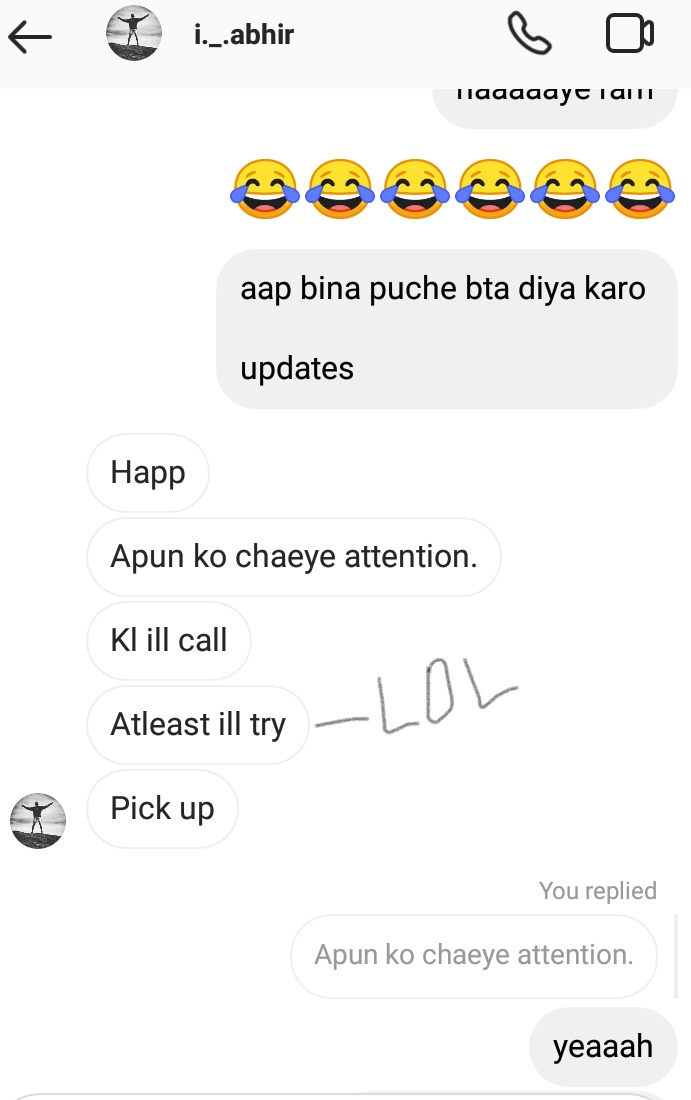 i._.abhir
aap bina puche bta diya karo
updates
Happ
Apun ko chaeye attention.
Kl ill call
Atleast ill try
—LOL
Pick up
You replied
Apun ko chaeye attention.
yeaaah